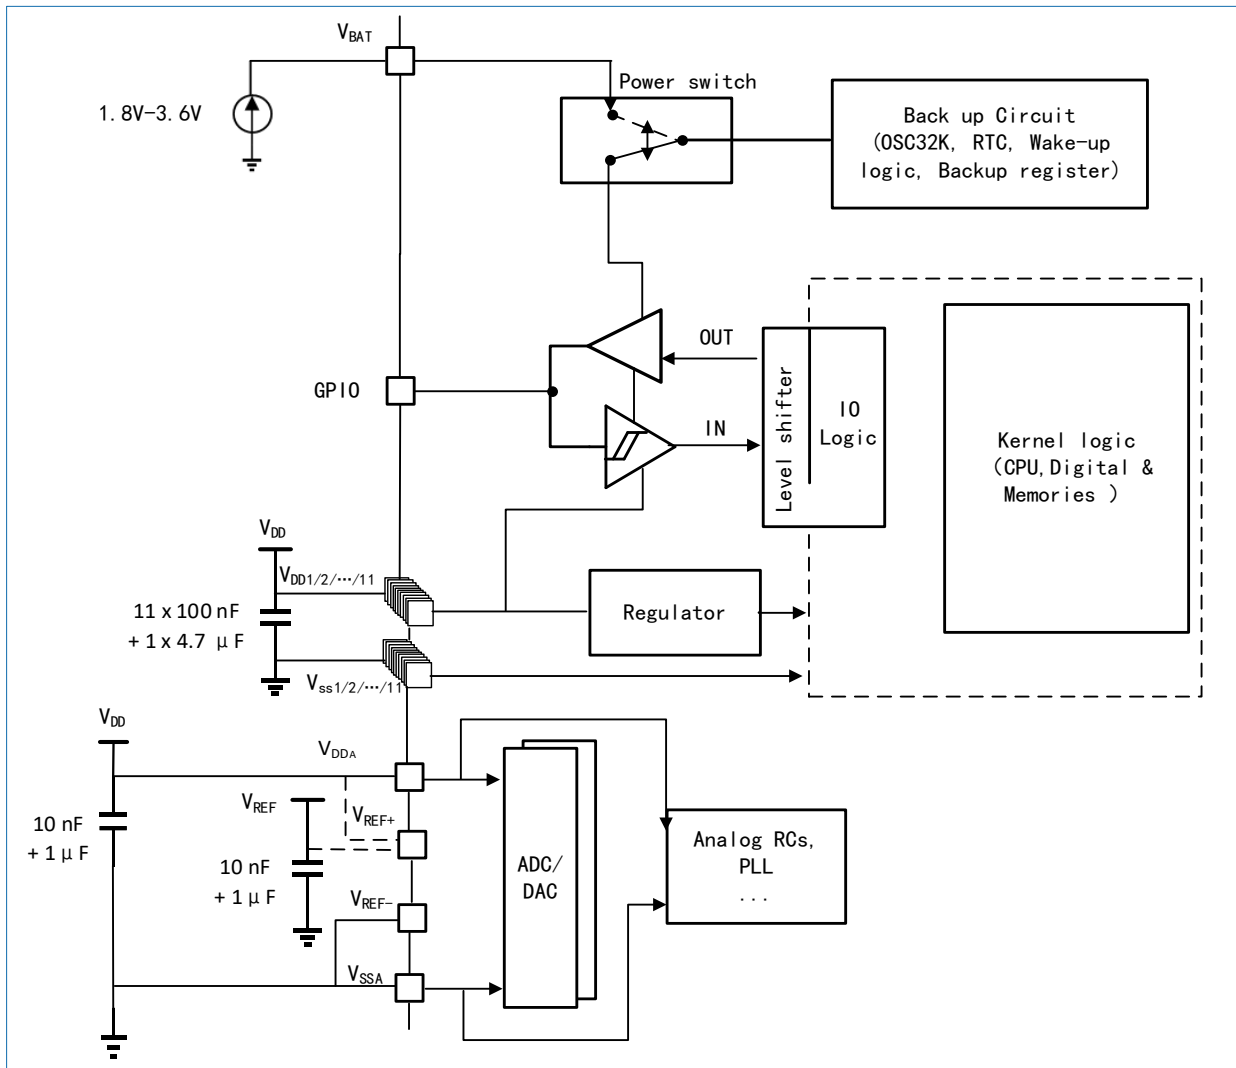 VBAT
Power switch
1.8V-3.6V
Back up Circuit
(OSC32K, RTC, Wake-up
logic, Backup register)
OUT
GPIO
Level shifter
IO
Logic
IN
Kernel logic
(CPU,Digital &
Memories )
VDD
VDD1/2/···/11
11 x 100 nF
+ 1 x 4.7 μF
Regulator
Vss1/2/···/11
VDD
VDDA
VREF
VREF+
10 nF
+ 1 μF
10 nF
+ 1 μF
ADC/
DAC
Analog RCs,
PLL
...
VREF-
VSSA